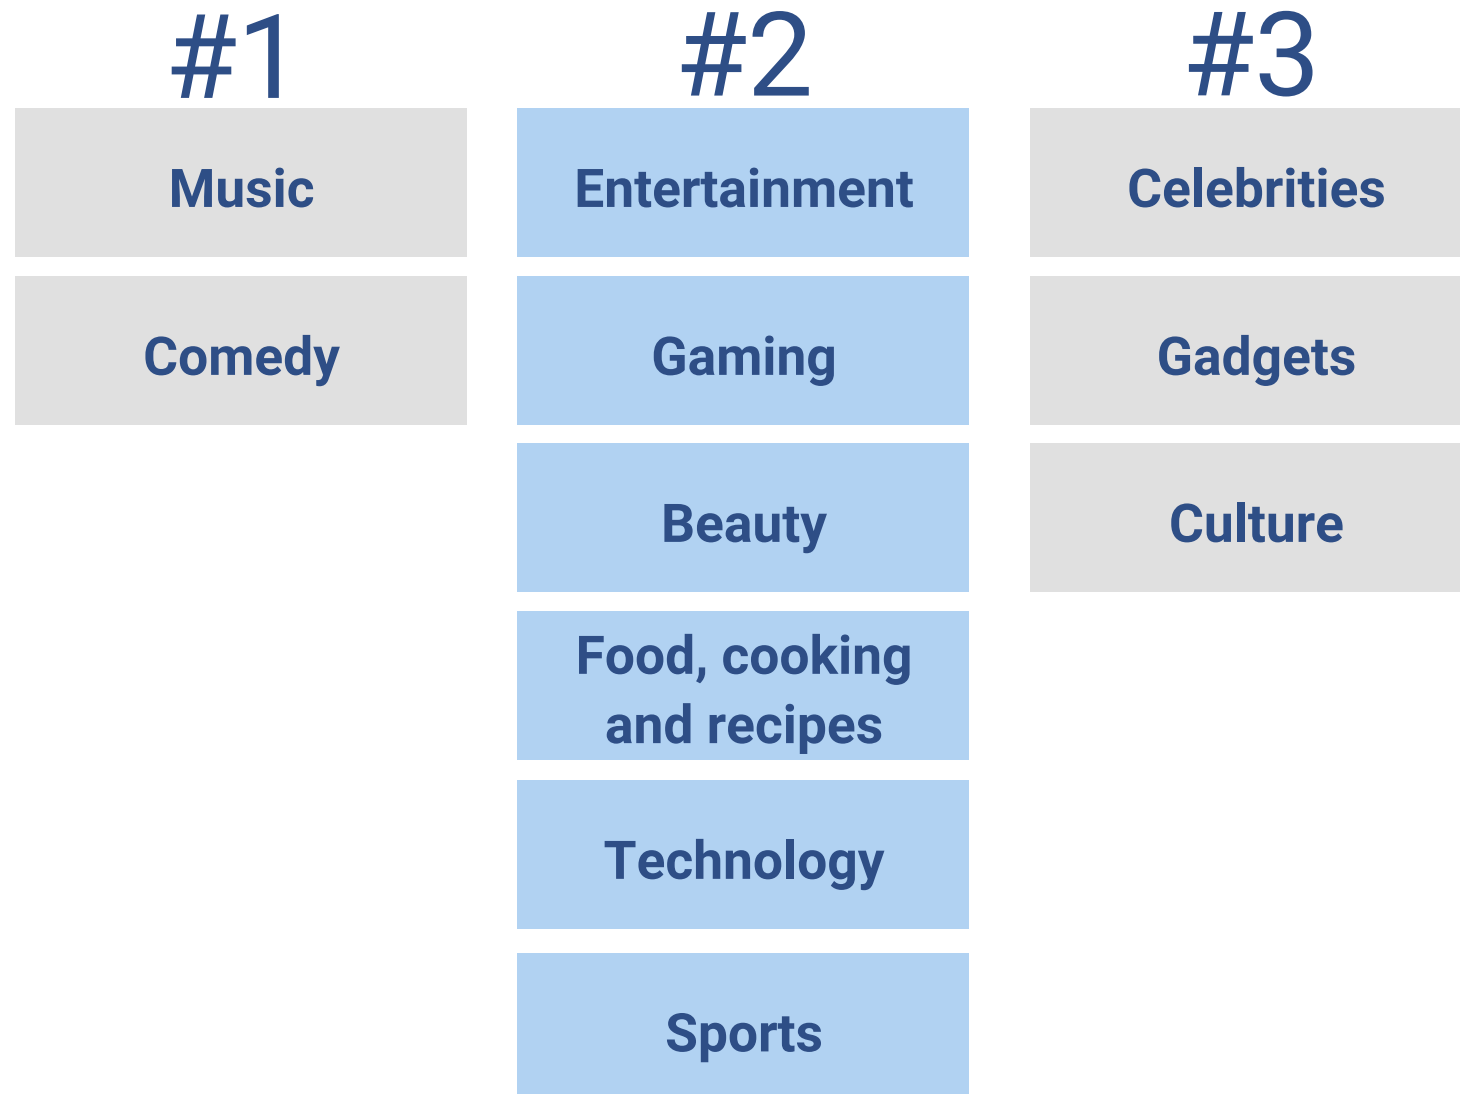 #1
Music
Comedy
#2
Entertainment
Gaming
Beauty
Food, cooking
and recipes
Technology
Sports
#3
Celebrities
Gadgets
Culture